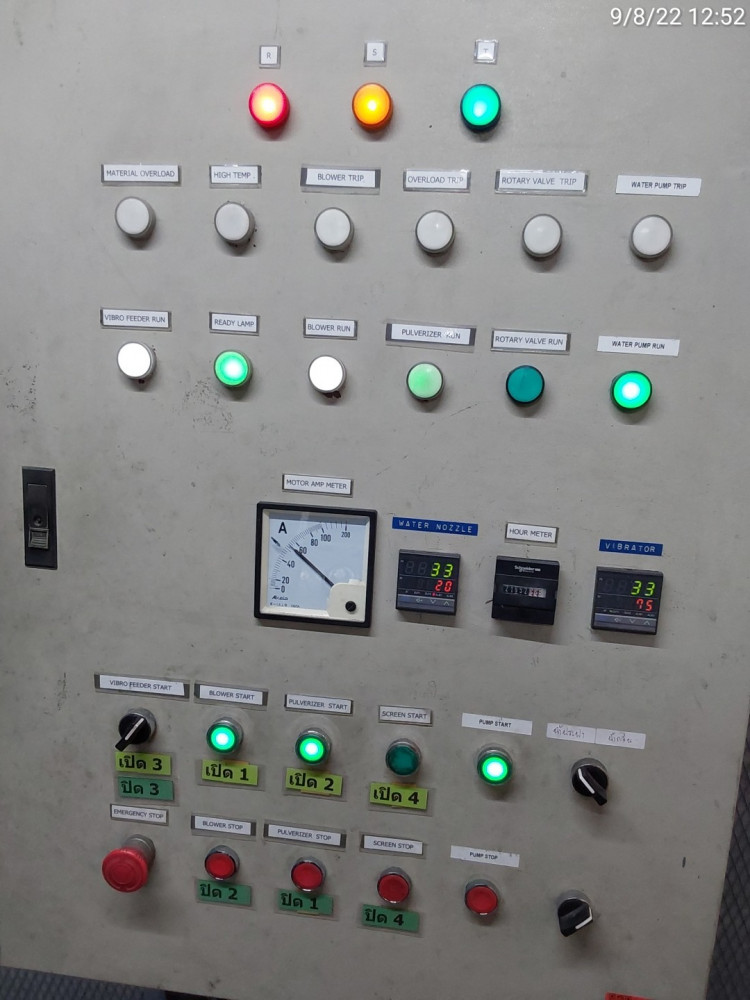 9/8/22 12:52
R
S
T
MATERIAL OVERLOAD
HIGH TEMP
BLOWER TRIP
OVERLOAD TRIP
ROTARY VALVE TRIP
WATER PUMP TRIP
VIBRO FEEDER RUN
READY LAMP
BLOWER RUN
PULVERIZER RUN
ROTARY VALVE RUN
WATER PUMP RUN
MOTOR AMP METER
WATER NOZZLE
HOUR METER
VIBRATOR
A
200
100
80
60
40
20
0
33
20
Schneider
33
75
VIBRO FEEDER START
BLOWER START
PULVERIZER START
SCREEN START
PUMP START
เปิด 3
เปิด 1
เปิด 2
เปิด 4
ปิด 3
EMERGENCY STOP
BLOWER STOP
PULVERIZER STOP
SCREEN STOP
PUMP STOP
ปิด 2
ปิด 1
ปิด 4